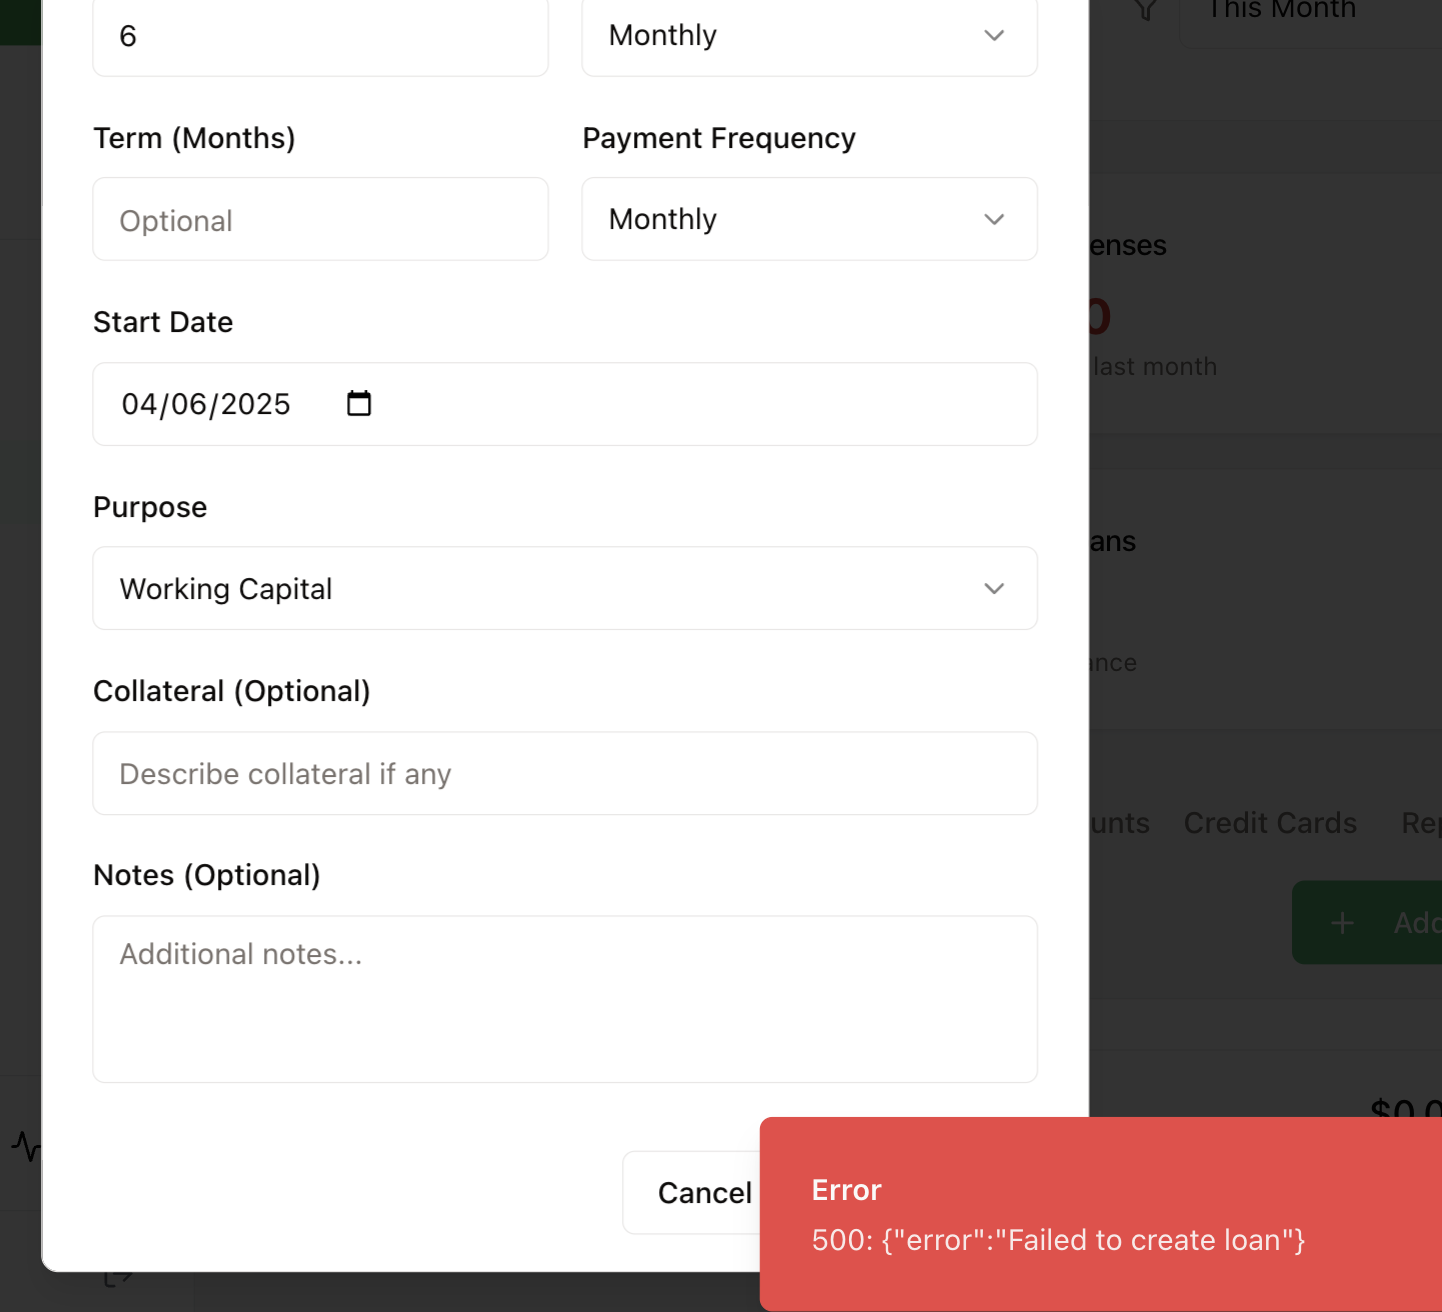 This Month
6
Monthly
Term (Months)
Payment Frequency
Optional
Monthly
enses
0
Start Date
last month
04/06/2025
Purpose
ans
Working Capital
ance
Collateral (Optional)
Describe collateral if any
unts
Credit Cards
Rep
Notes (Optional)
+ Add
Additional notes...
$0.0
Cancel
Error
500: {"error":"Failed to create loan"}